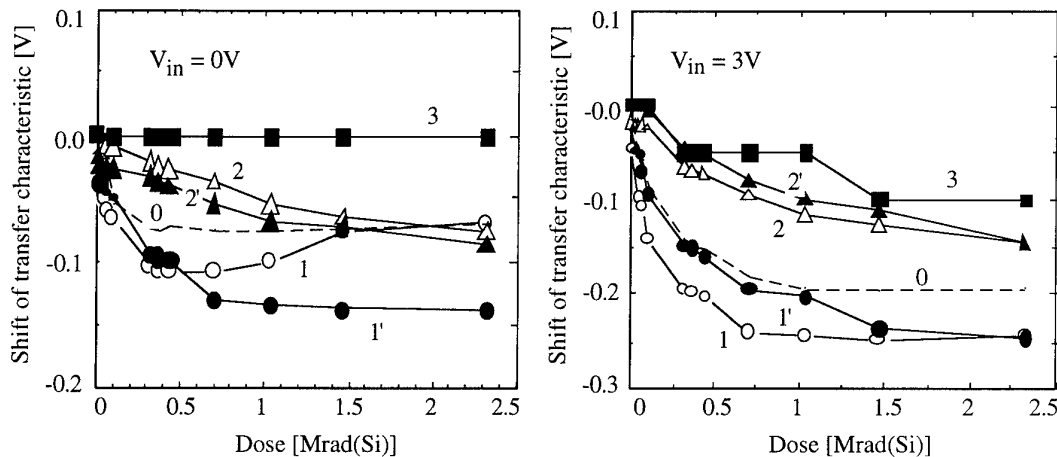 Shift of transfer characteristic [V]
0.1
0.0
-0.1
-0.2
V_in = 0V
3
2
2'
0
1
1'
0 0.5 1 1.5 2 2.5
Dose [Mrad(Si)]
Shift of transfer characteristic [V]
0.1
-0.0
-0.1
-0.2
-0.3
V_in = 3V
3
2'
2
0
1'
1
0 0.5 1 1.5 2 2.5
Dose [Mrad(Si)]